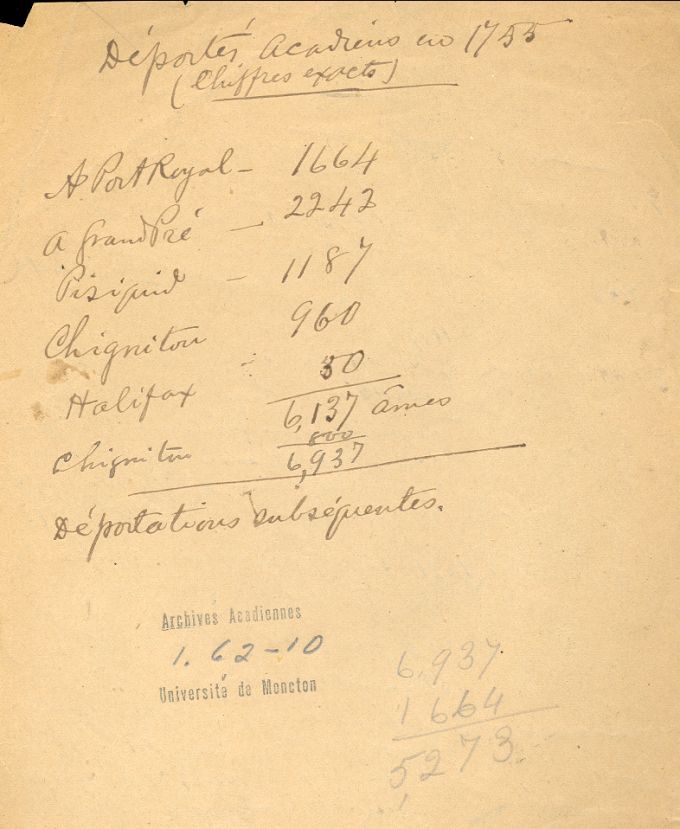 Déportés Acadiens en 1755
(Chiffres exacts)
A Port Royal – 1664
A Grand Pré – 2242
Pisiquid – 1187
Chignitou 960
Halifax - 30
6,137 âmes
800
Chignitou 6,937
Déportations subséquentes.
Archives Acadiennes
1. 62-10
Université de Moncton
6,937
1664
5273